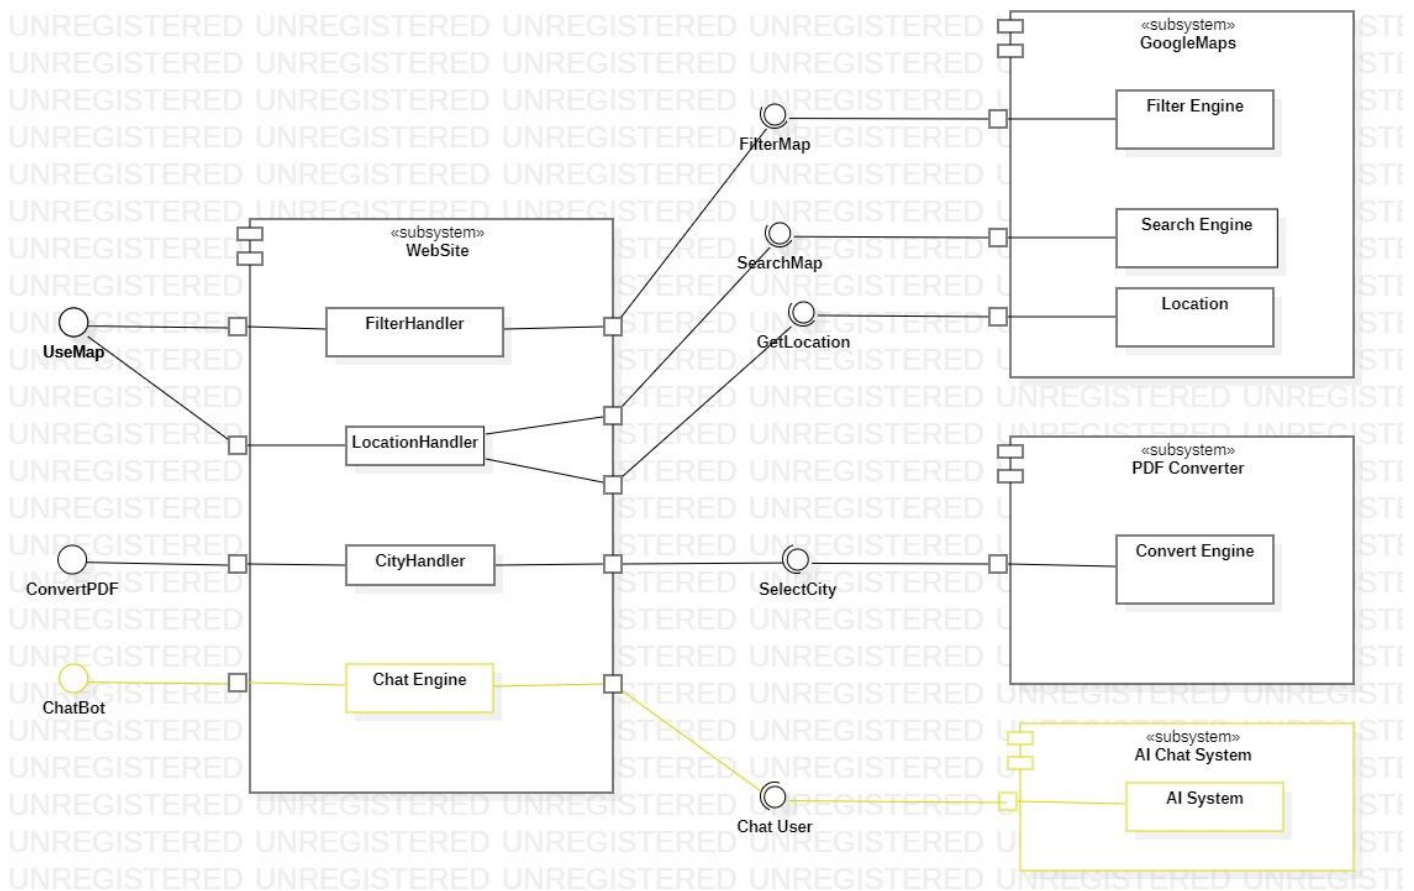 UNREGISTERED
«subsystem»
GoogleMaps
Filter Engine
FilterMap
Search Engine
SearchMap
Location
GetLocation
«subsystem»
WebSite
FilterHandler
UseMap
LocationHandler
CityHandler
ConvertPDF
Chat Engine
ChatBot
«subsystem»
PDF Converter
Convert Engine
SelectCity
«subsystem»
AI Chat System
AI System
Chat User